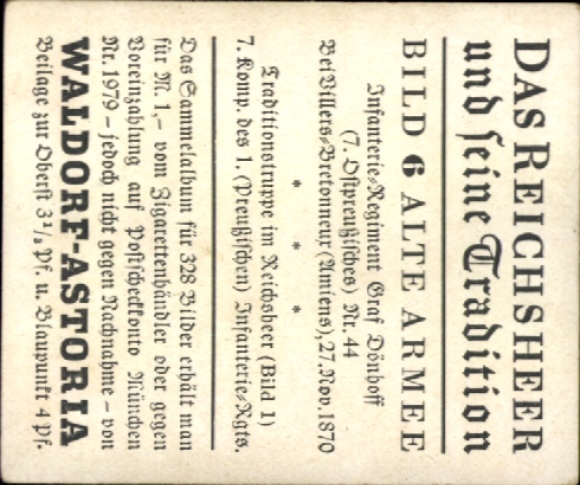 DAS REICHSHEER
und seine Tradition
BILD 6 ALTE ARMEE
Infanterie-Regiment Graf Dönhoff
(7. Ostpreußisches) Nr. 44
Bei Villers-Bretonneux (Amiens), 27. Nov. 1870
* * *
Traditionstruppe im Reichsheer (Bild 1)
7. Komp. des 1. (Preußischen) Infanterie-Rgts.
Das Sammelalbum für 328 Bilder erhält man
für M. 1,- vom Zigarettenhändler oder gegen
Voreinzahlung auf Postscheckkonto München
Nr. 1979 – jedoch nicht gegen Nachnahme – von
WALDORF-ASTORIA
Beilage zur Oberst 3⅓ Pf. u. Blaupunkt 4 Pf.